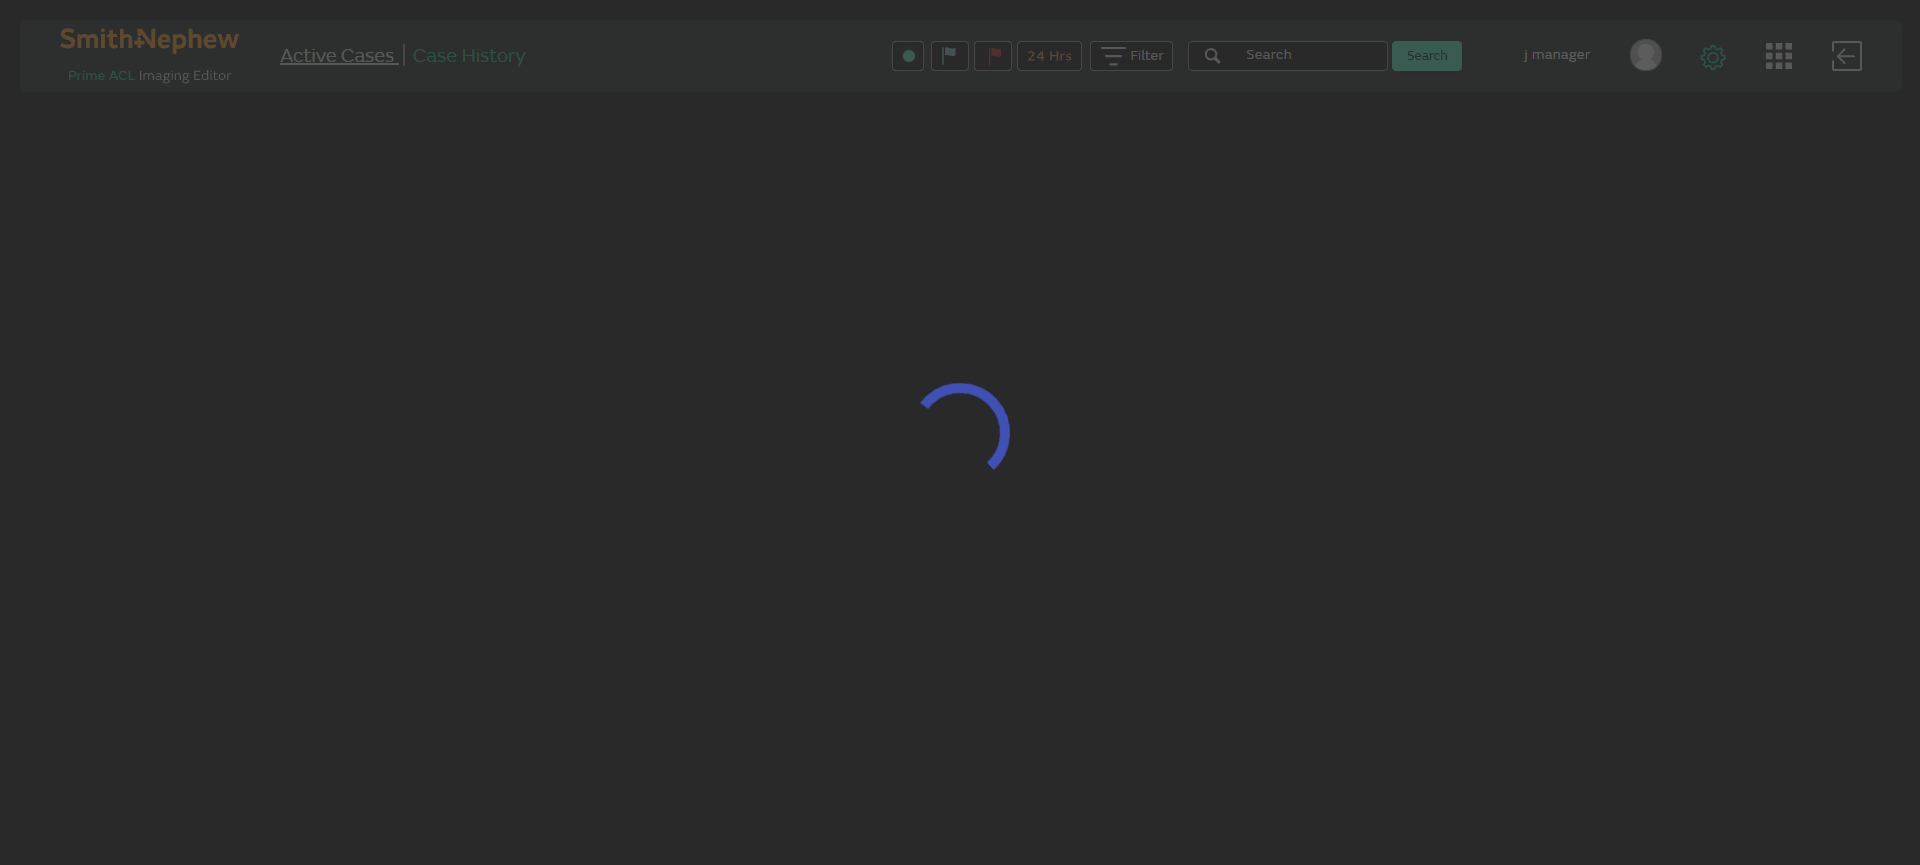 Smith+Nephew
Prime ACL Imaging Editor
Active Cases | Case History
24 Hrs
Filter
Search
Search
j manager